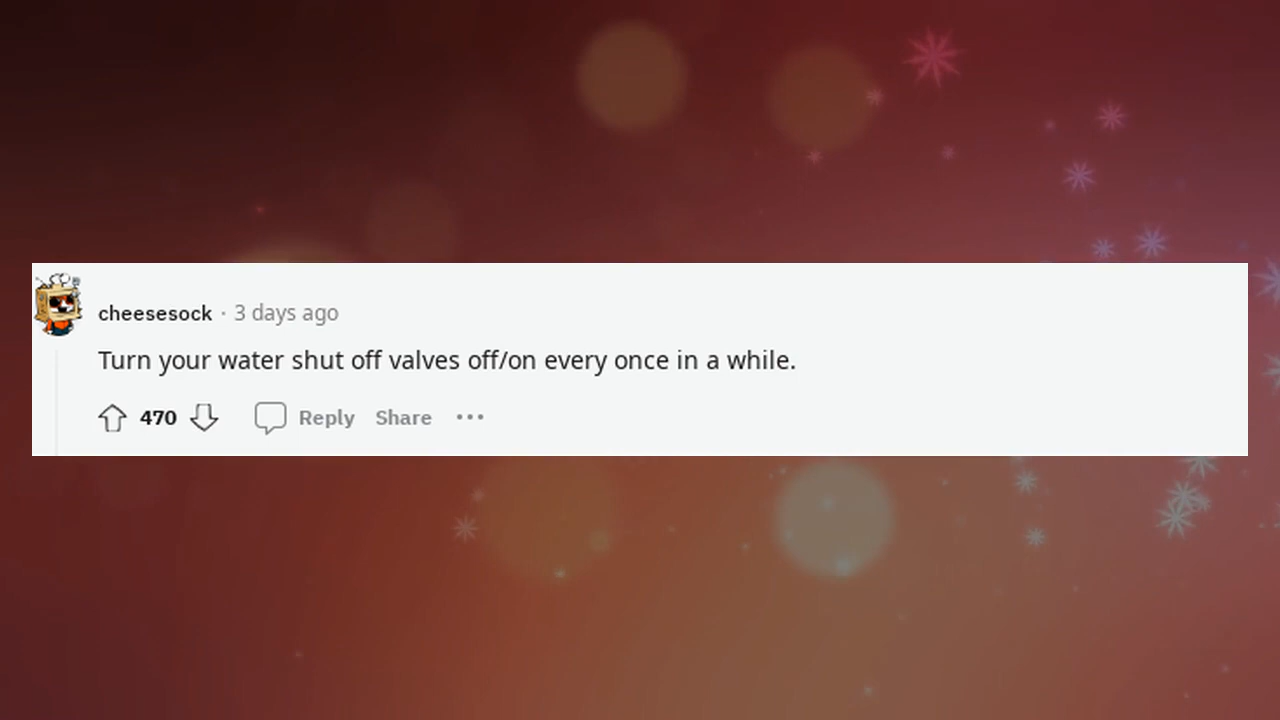 cheesesock · 3 days ago
Turn your water shut off valves off/on every once in a while.
470 Reply Share ···